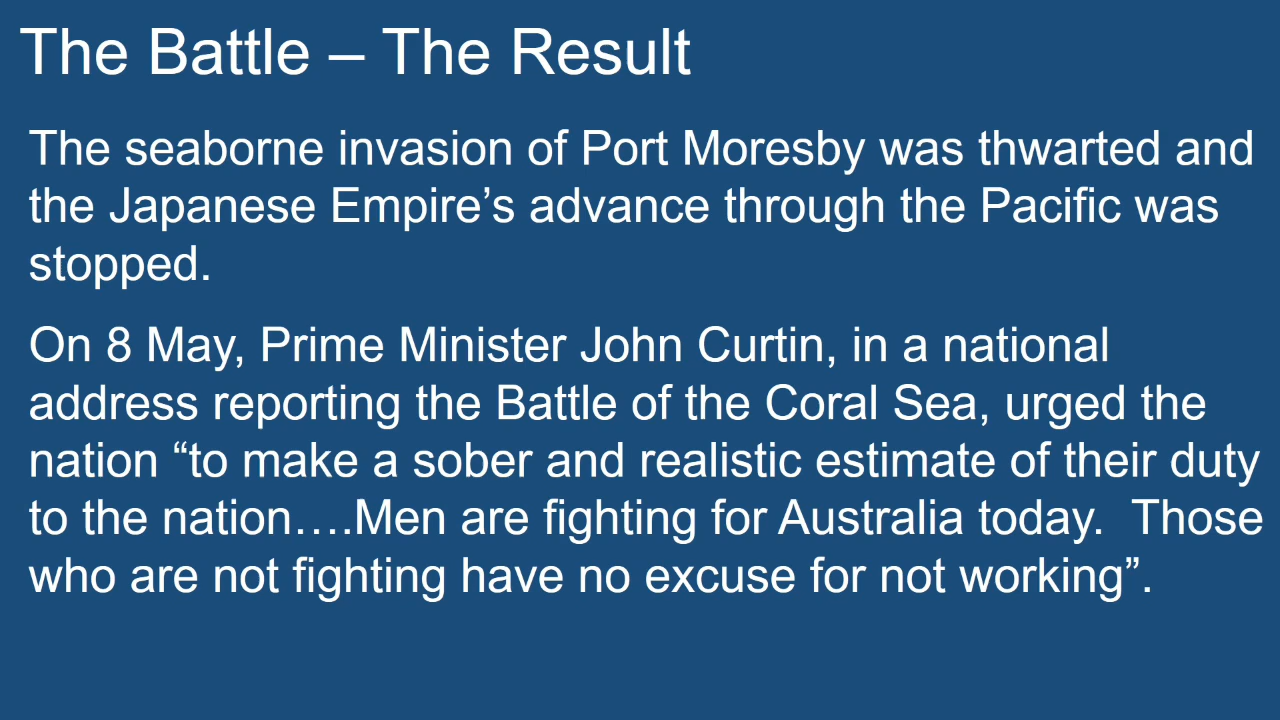 The Battle – The Result
The seaborne invasion of Port Moresby was thwarted and
the Japanese Empire’s advance through the Pacific was
stopped.
On 8 May, Prime Minister John Curtin, in a national
address reporting the Battle of the Coral Sea, urged the
nation “to make a sober and realistic estimate of their duty
to the nation….Men are fighting for Australia today.  Those
who are not fighting have no excuse for not working”.